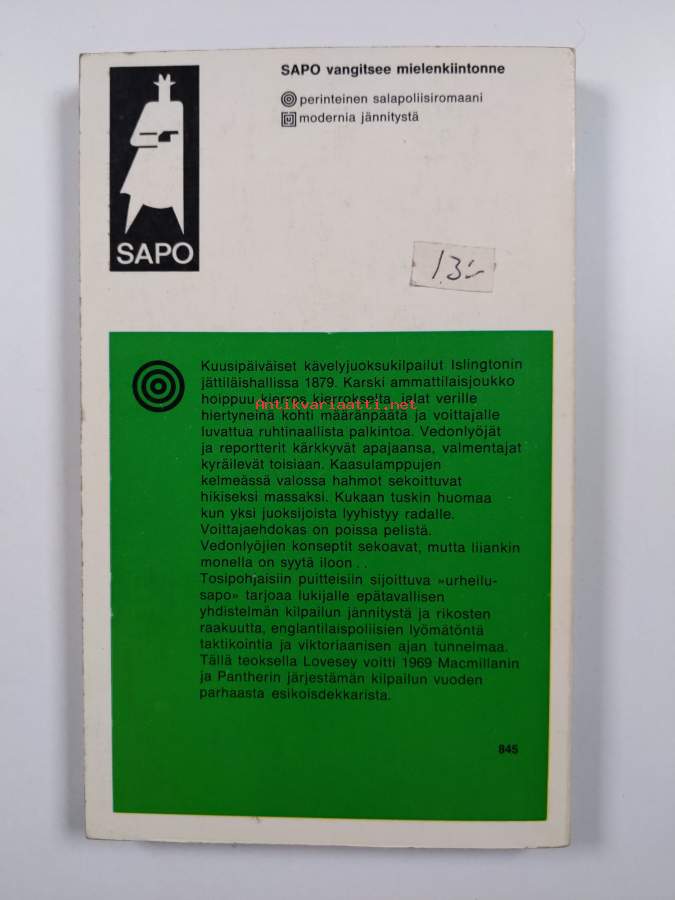 SAPO vangitsee mielenkiintonne
perinteinen salapoliisiromaani
modernia jännitystä
SAPO
13:-
Kuusipäiväiset kävelyjuoksukilpailut Islingtonin
jättiläishallissa 1879. Karski ammattilaisjoukko
hoippuu kierros kierrokselta, jalat verille
Antikvariaatti.net
hiertyneinä kohti määränpäätä ja voittajalle
luvattua ruhtinaallista palkintoa. Vedonlyöjät
ja reportterit kärkkyvät apajaansa, valmentajat
kyräilevät toisiaan. Kaasulamppujen
kelmeässä valossa hahmot sekoittuvat
hikiseksi massaksi. Kukaan tuskin huomaa
kun yksi juoksijoista lyyhistyy radalle.
Voittajaehdokas on poissa pelistä.
Vedonlyöjien konseptit sekoavat, mutta liiankin
monella on syytä iloon . .
Tosipohjaisiin puitteisiin sijoittuva »urheilu-
sapo» tarjoaa lukijalle epätavallisen
yhdistelmän kilpailun jännitystä ja rikosten
raakuutta, englantilaispoliisien lyömätöntä
taktikointia ja viktoriaanisen ajan tunnelmaa.
Tällä teoksella Lovesey voitti 1969 Macmillanin
ja Pantherin järjestämän kilpailun vuoden
parhaasta esikoisdekkarista.
845